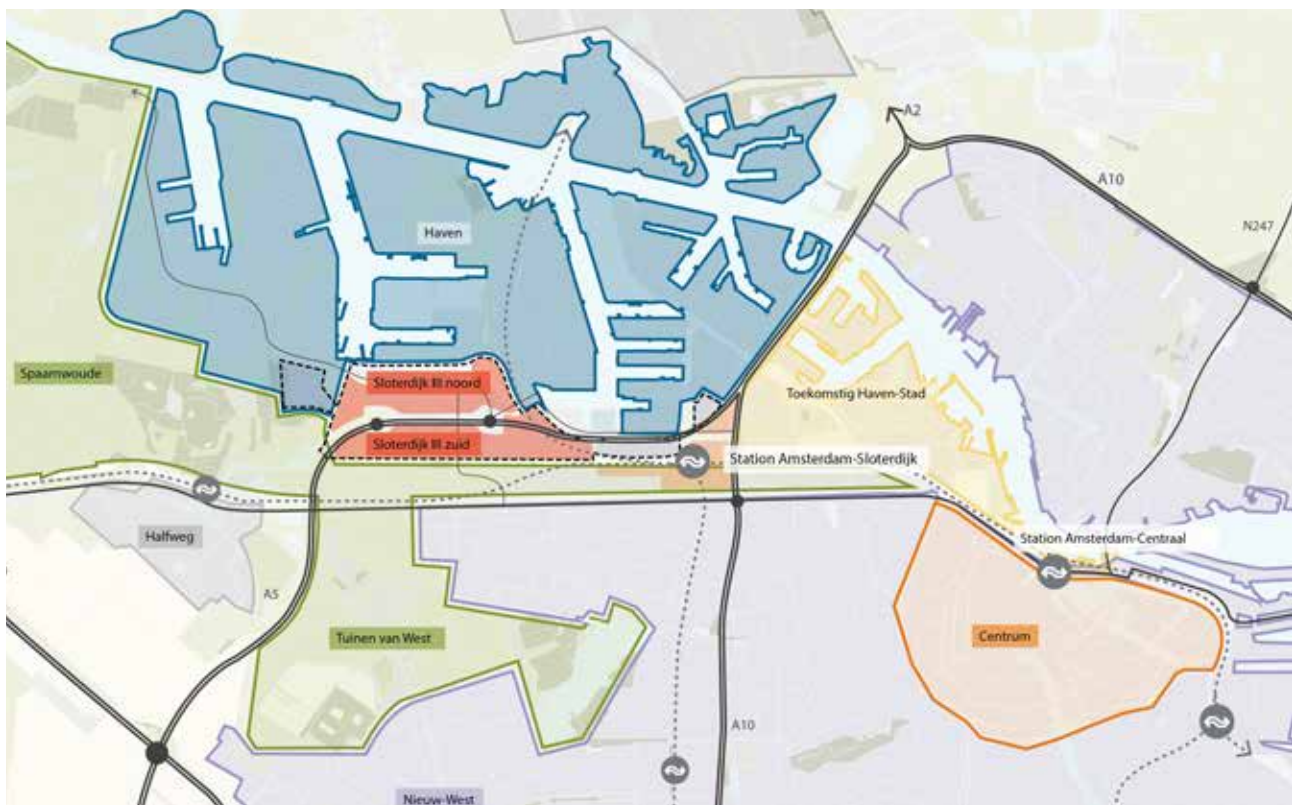 A2
A10
N247
Haven
Spaarnwoude
Sloterdijk III noord
Toekomstig Haven-Stad
Sloterdijk III zuid
Station Amsterdam-Sloterdijk
Halfweg
Station Amsterdam-Centraal
A5
Tuinen van West
Centrum
A10
Nieuw-West